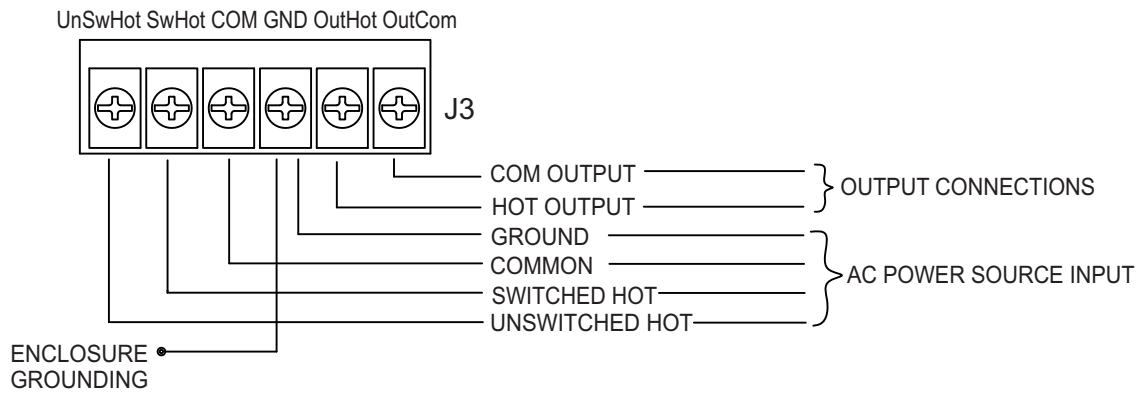 UnSwHot SwHot COM GND OutHot OutCom
J3
COM OUTPUT
HOT OUTPUT
OUTPUT CONNECTIONS
GROUND
COMMON
SWITCHED HOT
UNSWITCHED HOT
AC POWER SOURCE INPUT
ENCLOSURE
GROUNDING